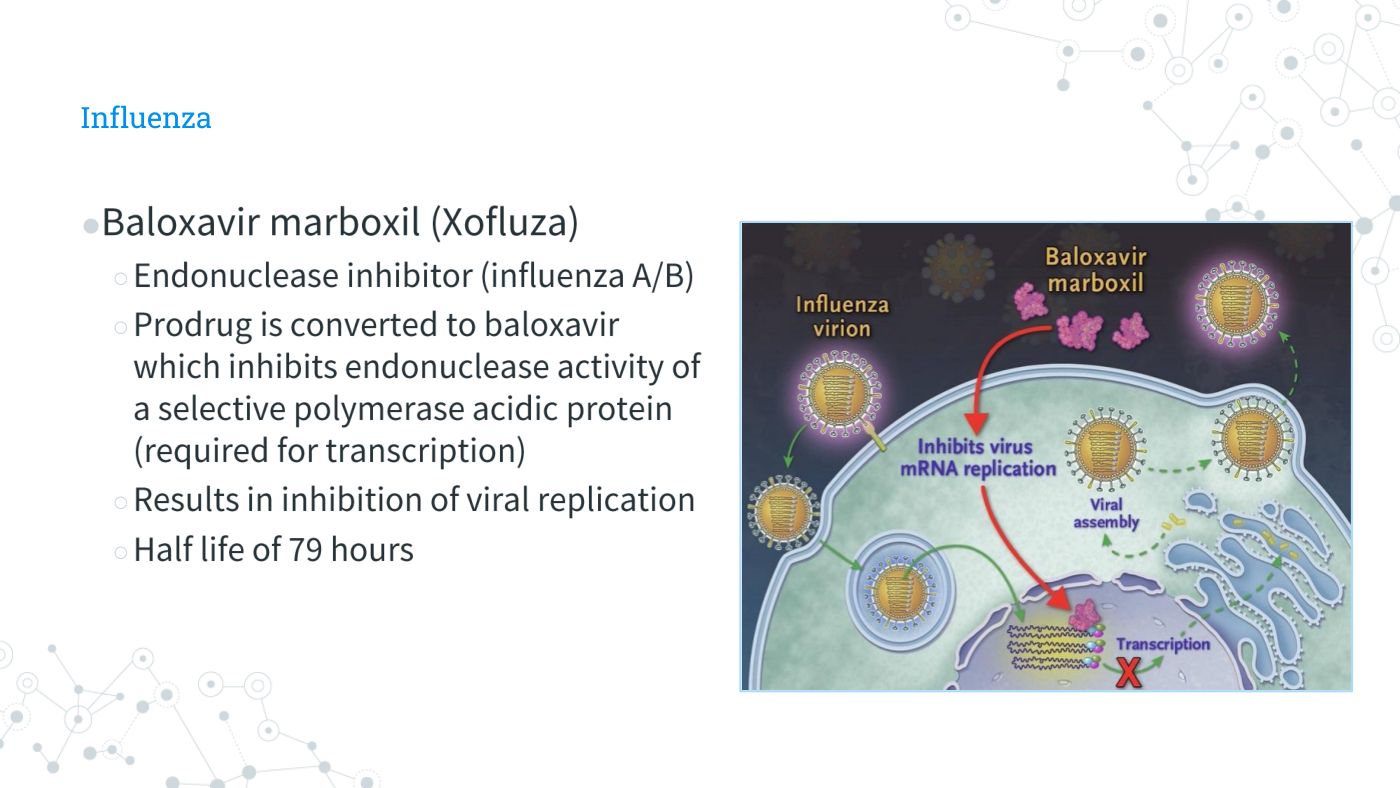 Influenza
Baloxavir marboxil (Xofluza)
Endonuclease inhibitor (influenza A/B)
Prodrug is converted to baloxavir
which inhibits endonuclease activity of
a selective polymerase acidic protein
(required for transcription)
Results in inhibition of viral replication
Half life of 79 hours
Baloxavir
marboxil
Influenza
virion
Inhibits virus
mRNA replication
Viral
assembly
Transcription
X